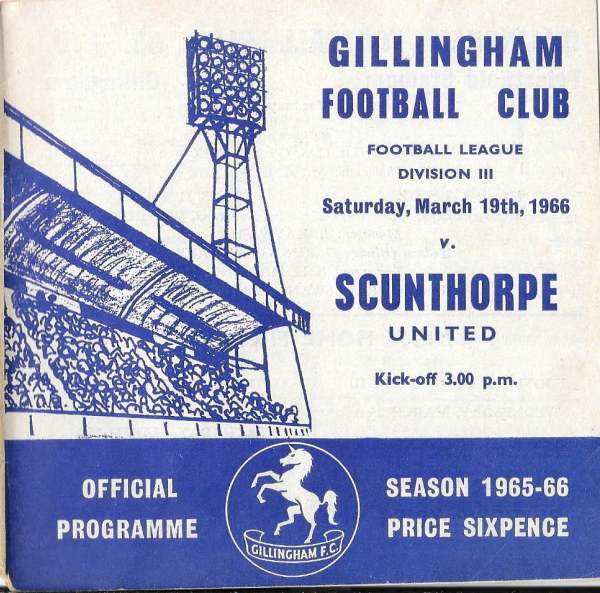 GILLINGHAM
FOOTBALL CLUB
FOOTBALL LEAGUE
DIVISION III
Saturday, March 19th, 1966
v.
SCUNTHORPE
UNITED
Kick-off 3.00 p.m.
OFFICIAL
PROGRAMME
GILLINGHAM F.C.
SEASON 1965-66
PRICE SIXPENCE